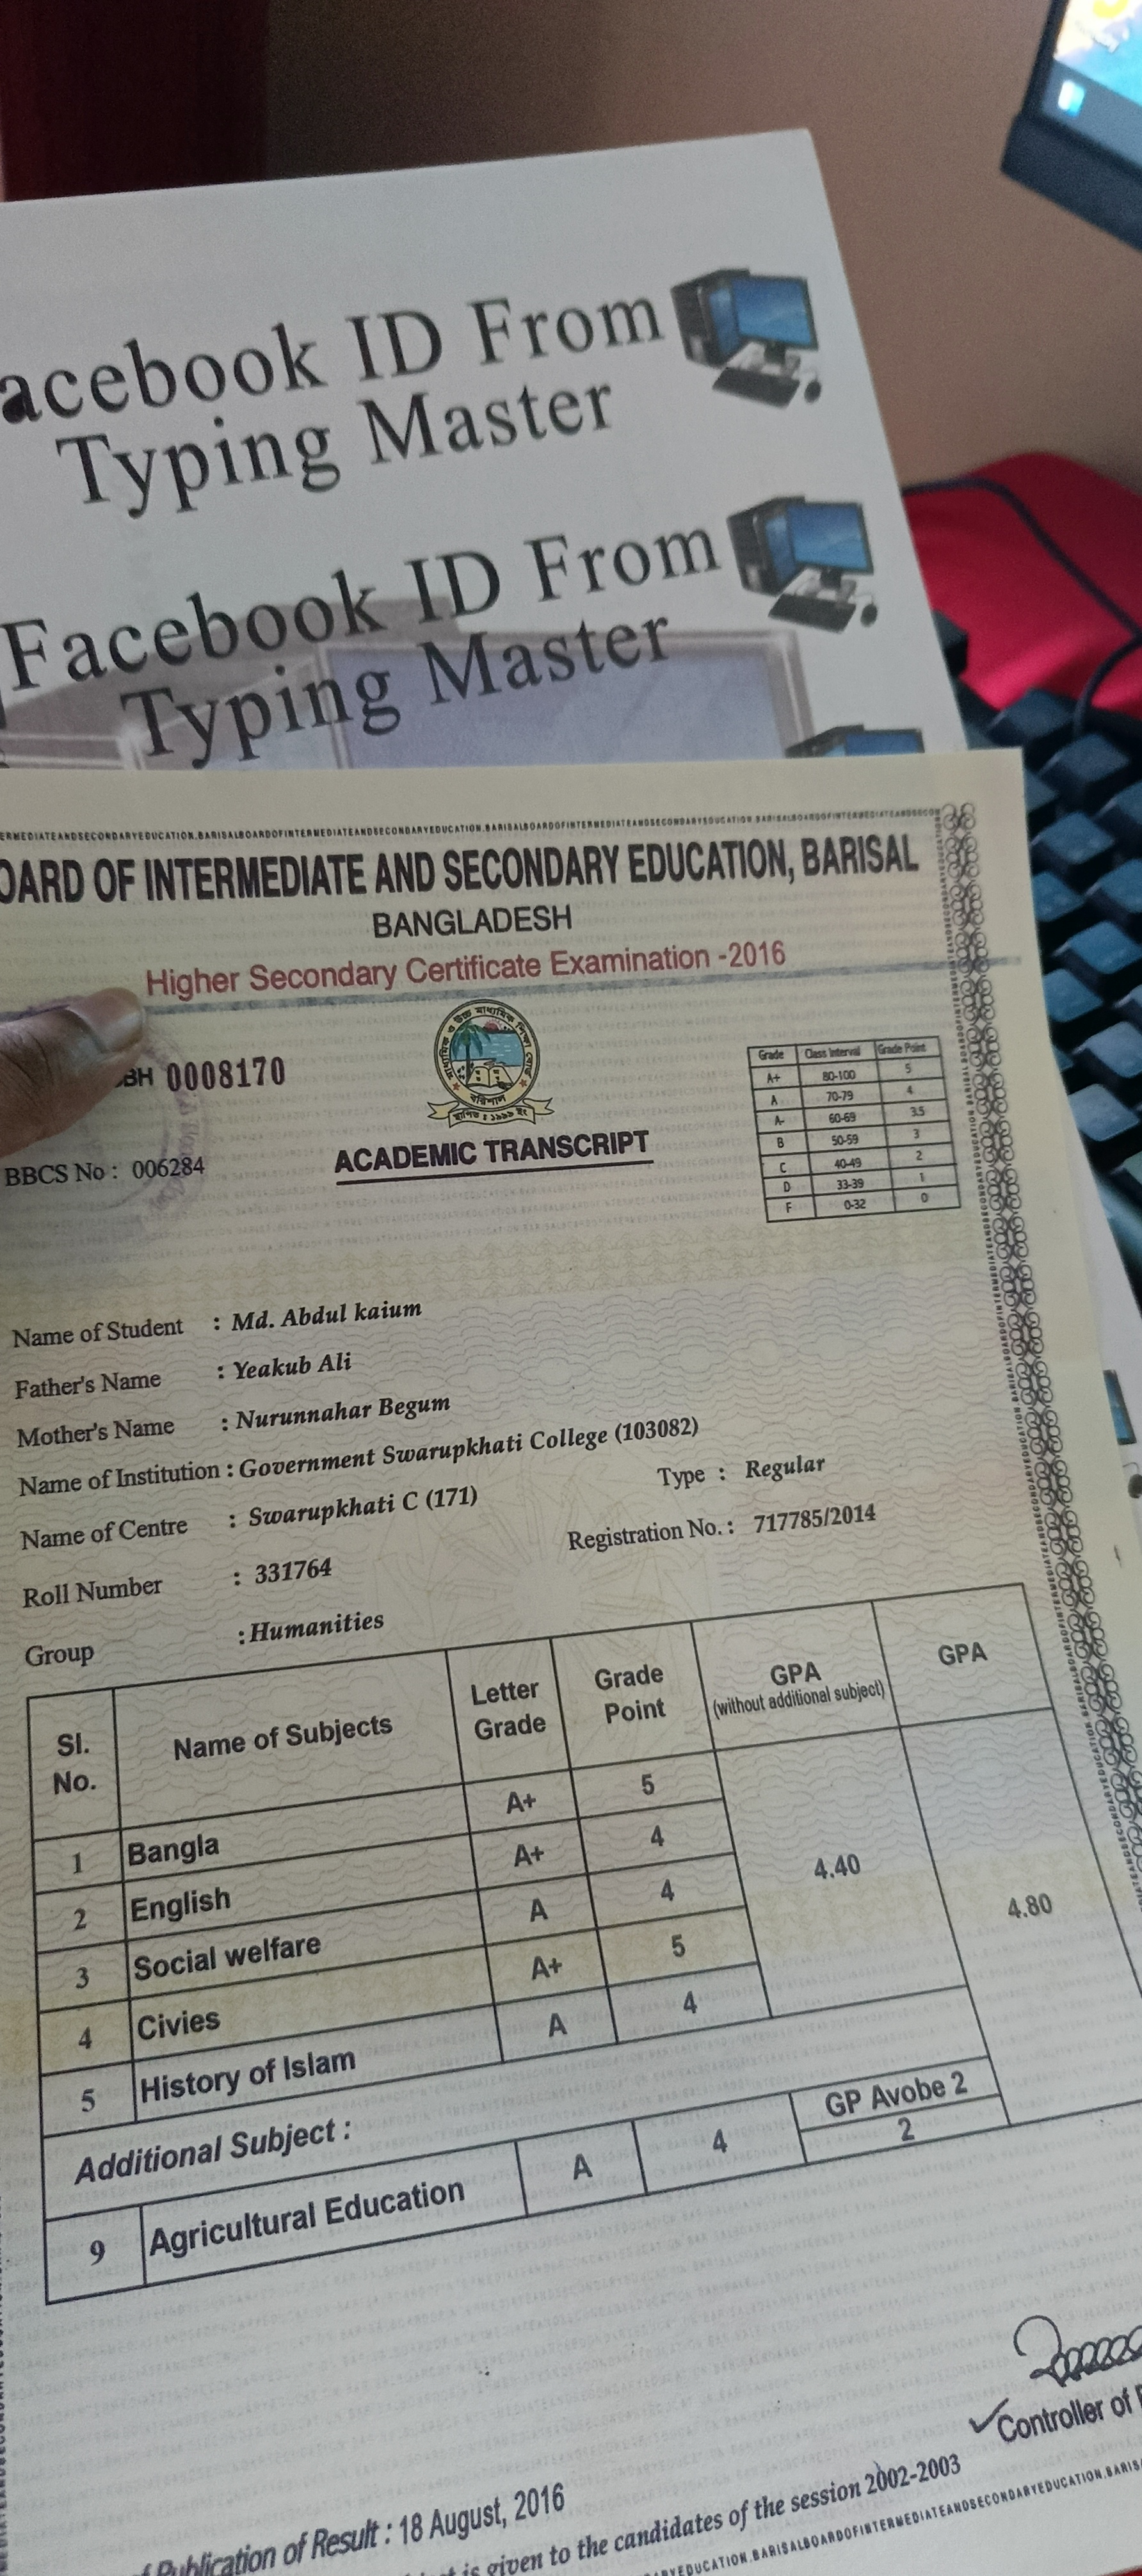 acebook ID From
Typing Master
Facebook ID From
Typing Master
OARD OF INTERMEDIATE AND SECONDARY EDUCATION, BARISAL
BANGLADESH
Higher Secondary Certificate Examination -2016
BH 0008170
BBCS No : 006284
বরিশাল
স্থাপিত : ১৯৯৯ ইং
ACADEMIC TRANSCRIPT
Grade Class Interval Grade Point
A+ 80-100 5
A 70-79 4
A- 60-69 3.5
B 50-59 3
C 40-49 2
D 33-39 1
F 0-32 0
Name of Student : Md. Abdul kaium
Father's Name : Yeakub Ali
Mother's Name : Nurunnahar Begum
Name of Institution : Government Swarupkhati College (103082)
Name of Centre : Swarupkhati C (171) Type : Regular
Roll Number : 331764 Registration No. : 717785/2014
Group : Humanities
Sl. No. Name of Subjects Letter Grade Grade Point GPA (without additional subject) GPA
1 Bangla A+ 5
2 English A+ 4
3 Social welfare A 4
4 Civies A+ 5
5 History of Islam A 4
4.40
4.80
Additional Subject :
GP Avobe 2
9 Agricultural Education A 4 2
Controller of
Publication of Result : 18 August, 2016
is given to the candidates of the session 2002-2003